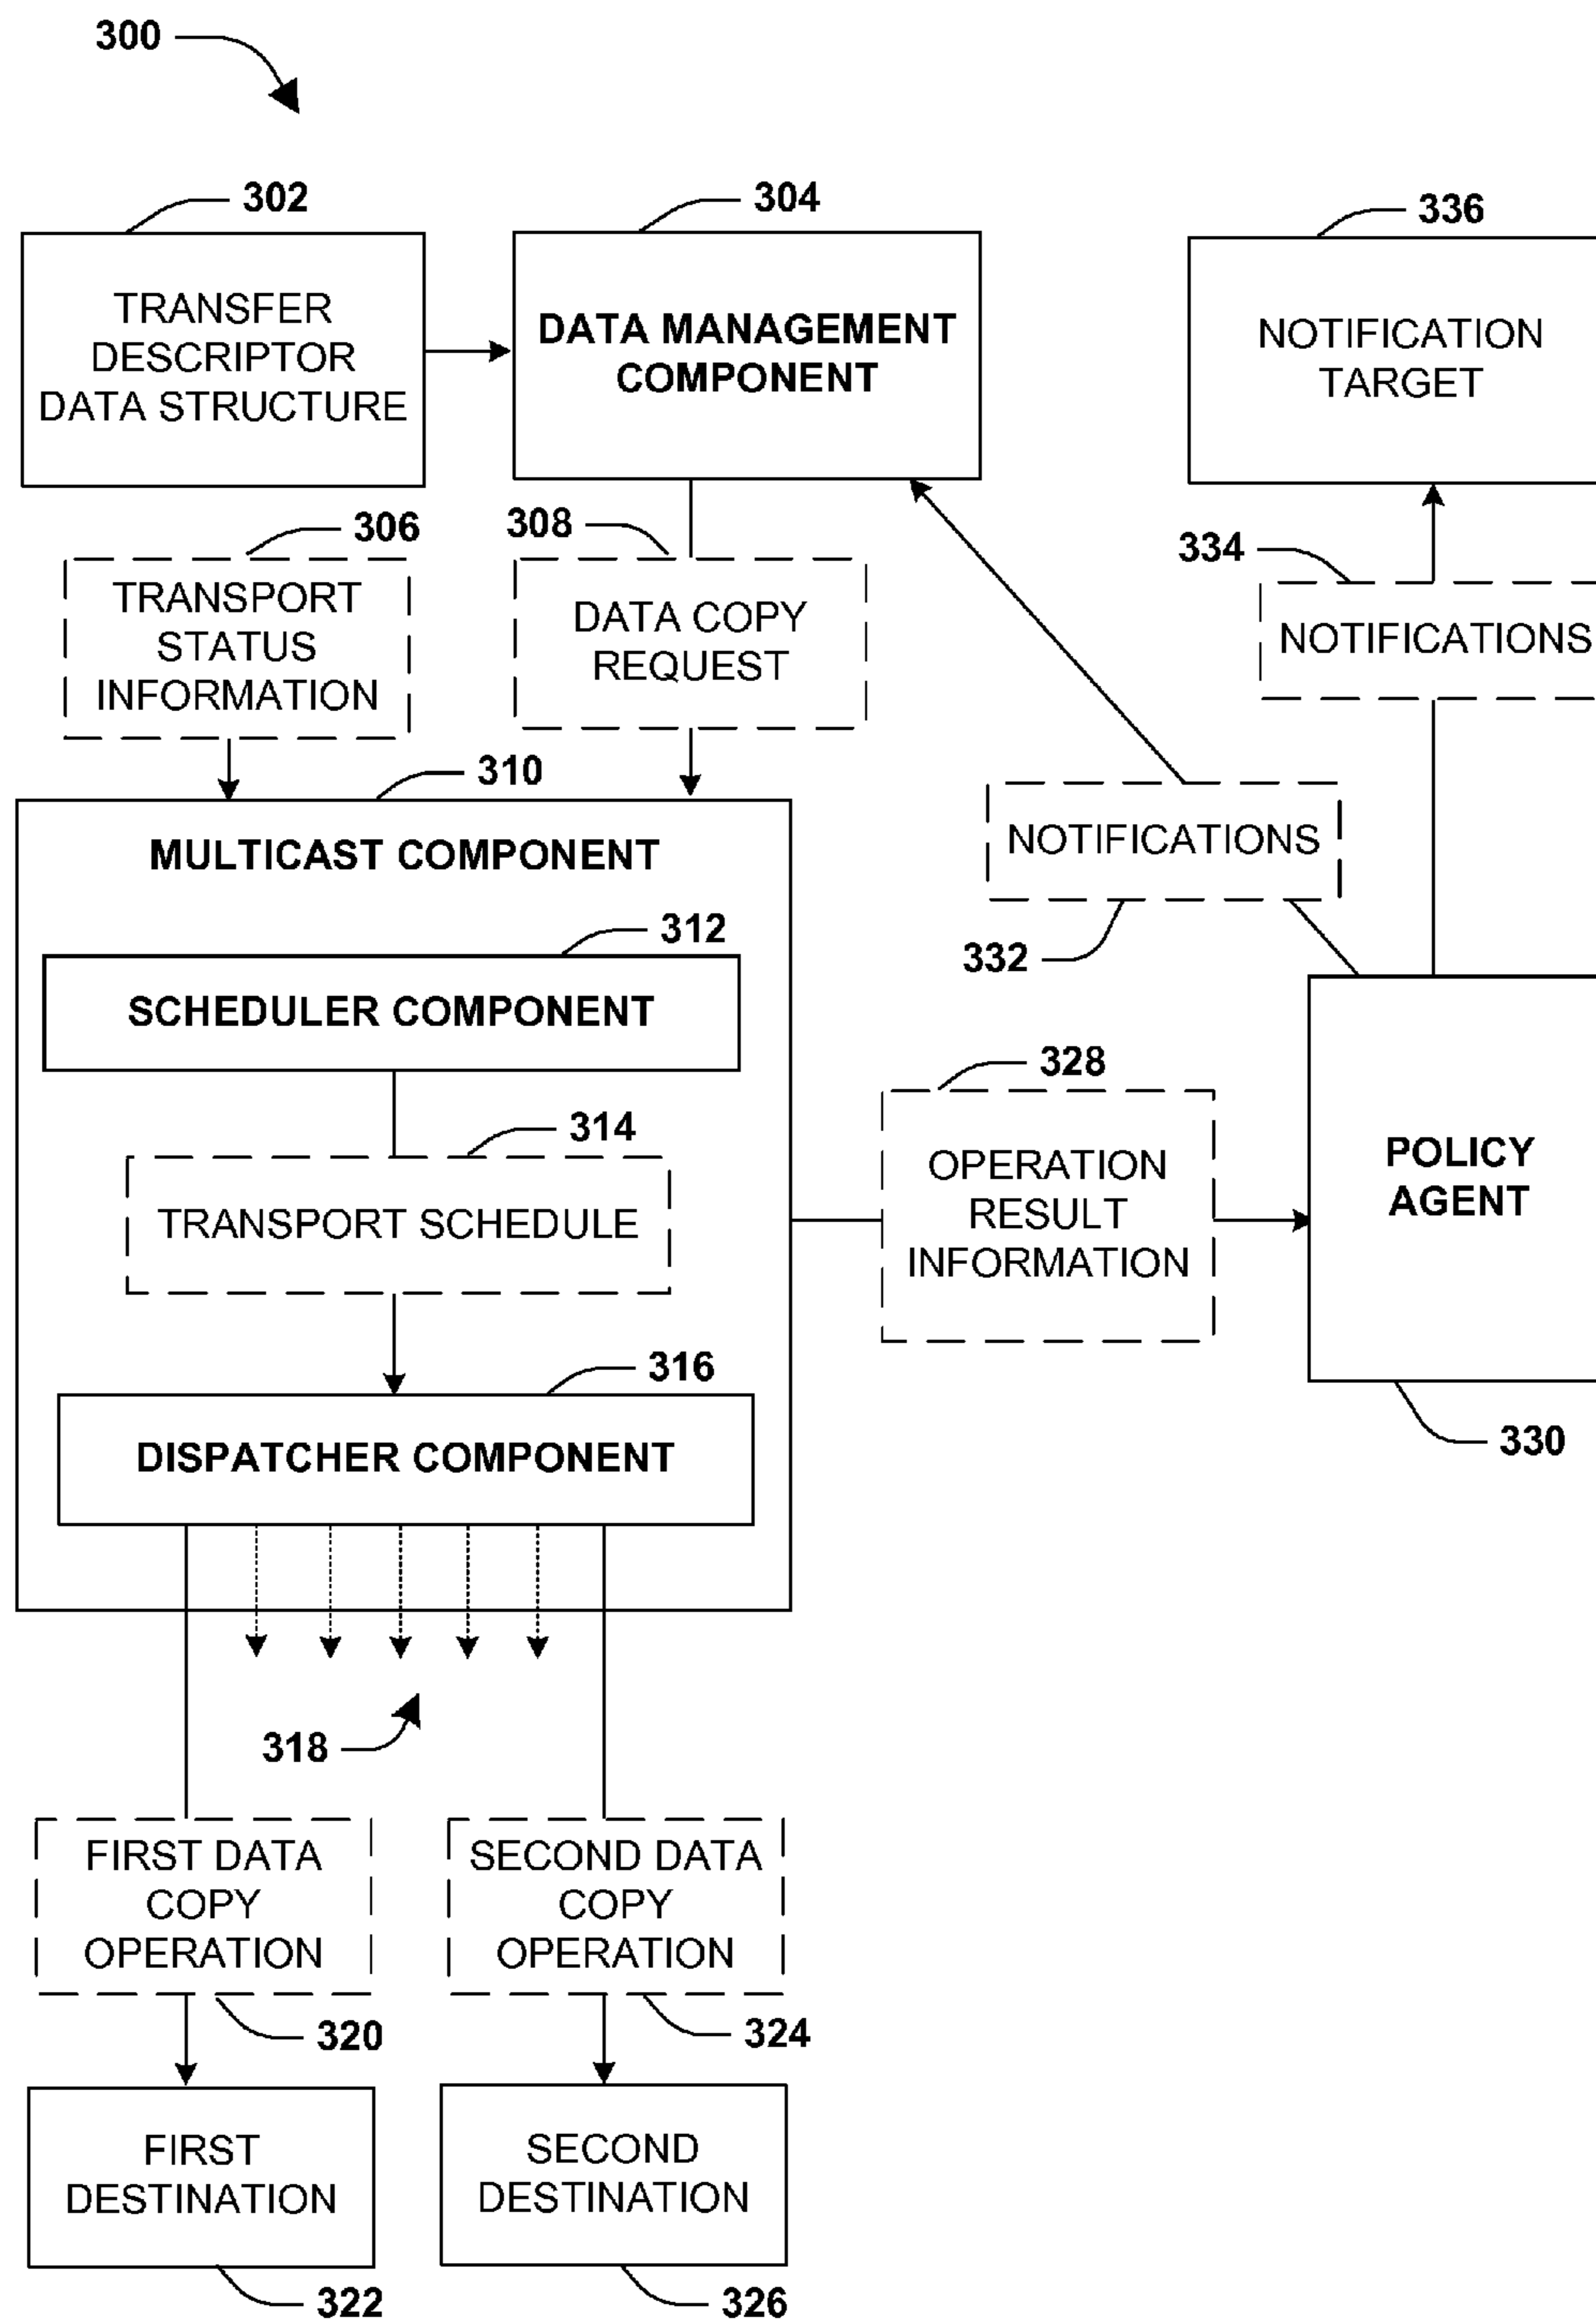 300
302
304
336
TRANSFER
DESCRIPTOR
DATA STRUCTURE
DATA MANAGEMENT
COMPONENT
NOTIFICATION
TARGET
306
308
334
TRANSPORT
STATUS
INFORMATION
DATA COPY
REQUEST
NOTIFICATIONS
310
MULTICAST COMPONENT
NOTIFICATIONS
332
312
SCHEDULER COMPONENT
328
314
TRANSPORT SCHEDULE
OPERATION
RESULT
INFORMATION
POLICY
AGENT
316
DISPATCHER COMPONENT
330
318
FIRST DATA
COPY
OPERATION
SECOND DATA
COPY
OPERATION
320
324
FIRST
DESTINATION
SECOND
DESTINATION
322
326